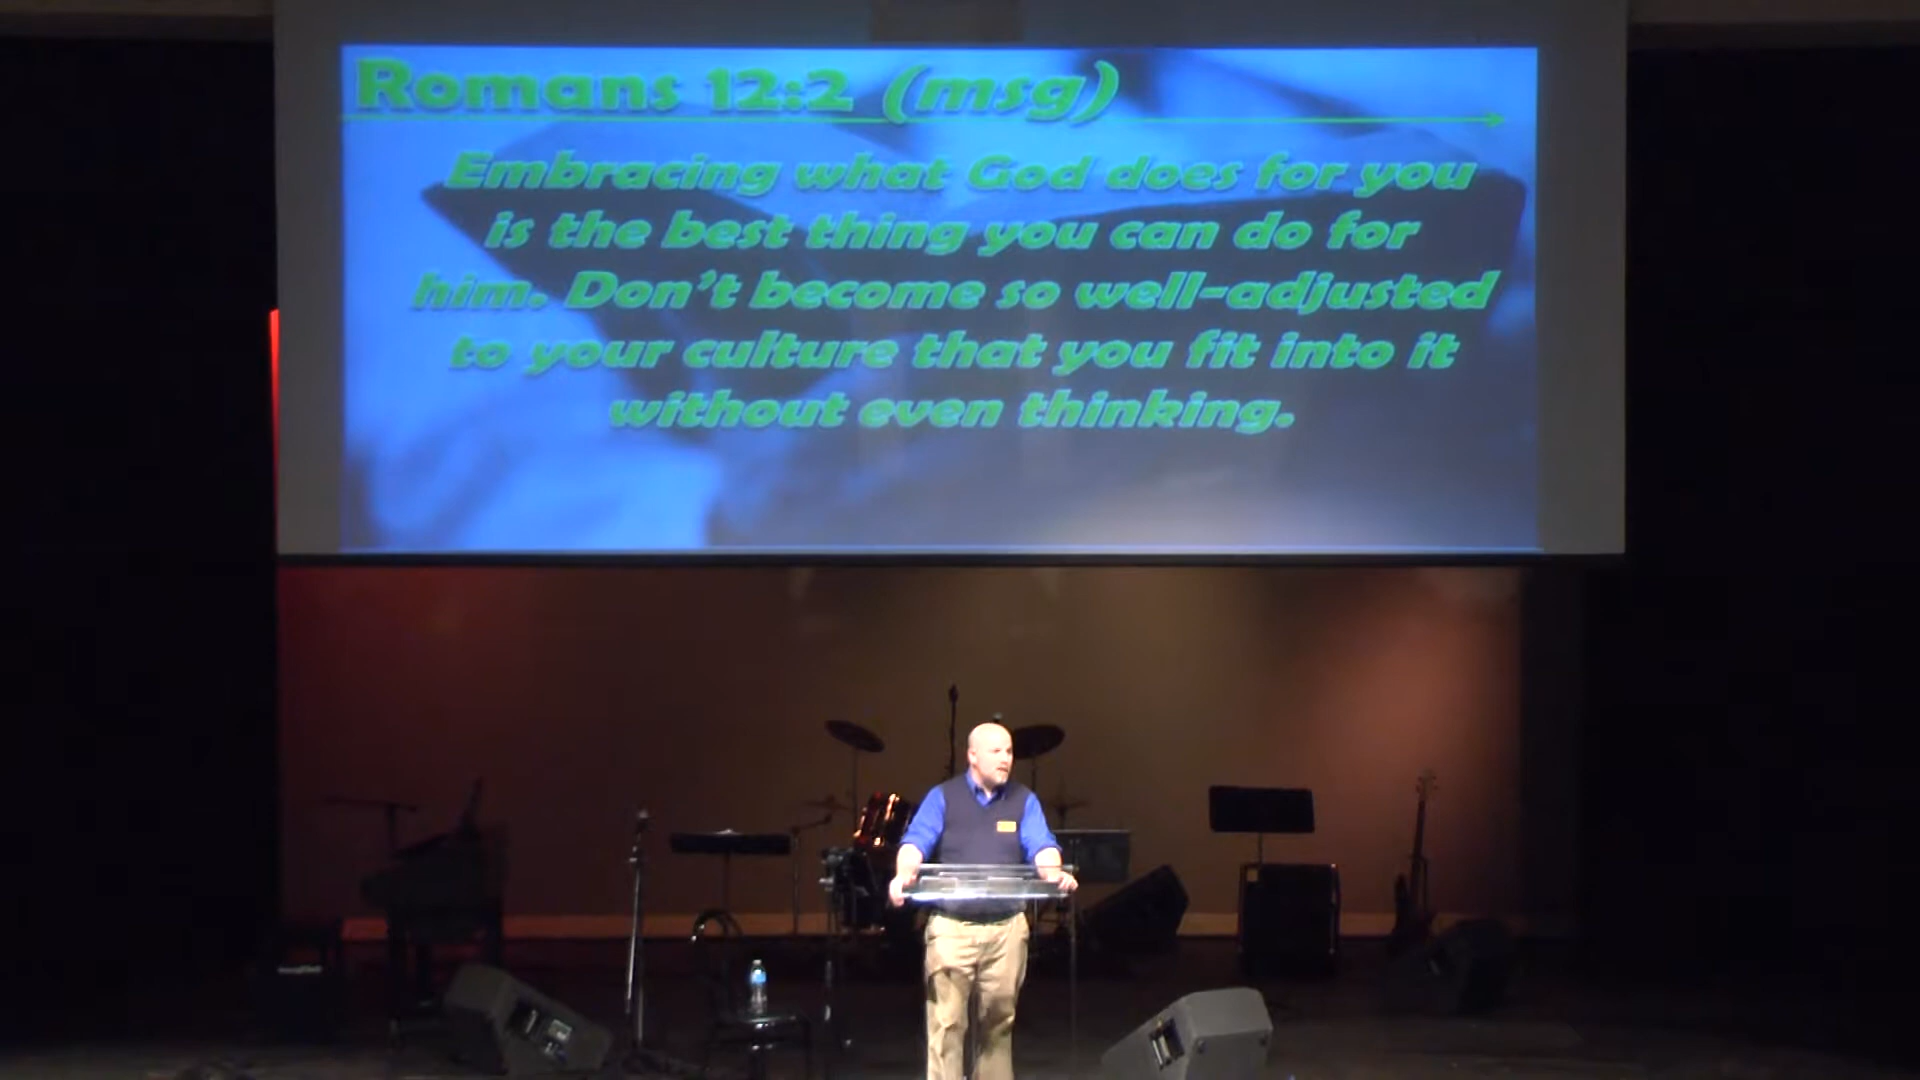 Romans 12:2 (msg)
Embracing what God does for you
is the best thing you can do for
him. Don't become so well-adjusted
to your culture that you fit into it
without even thinking.